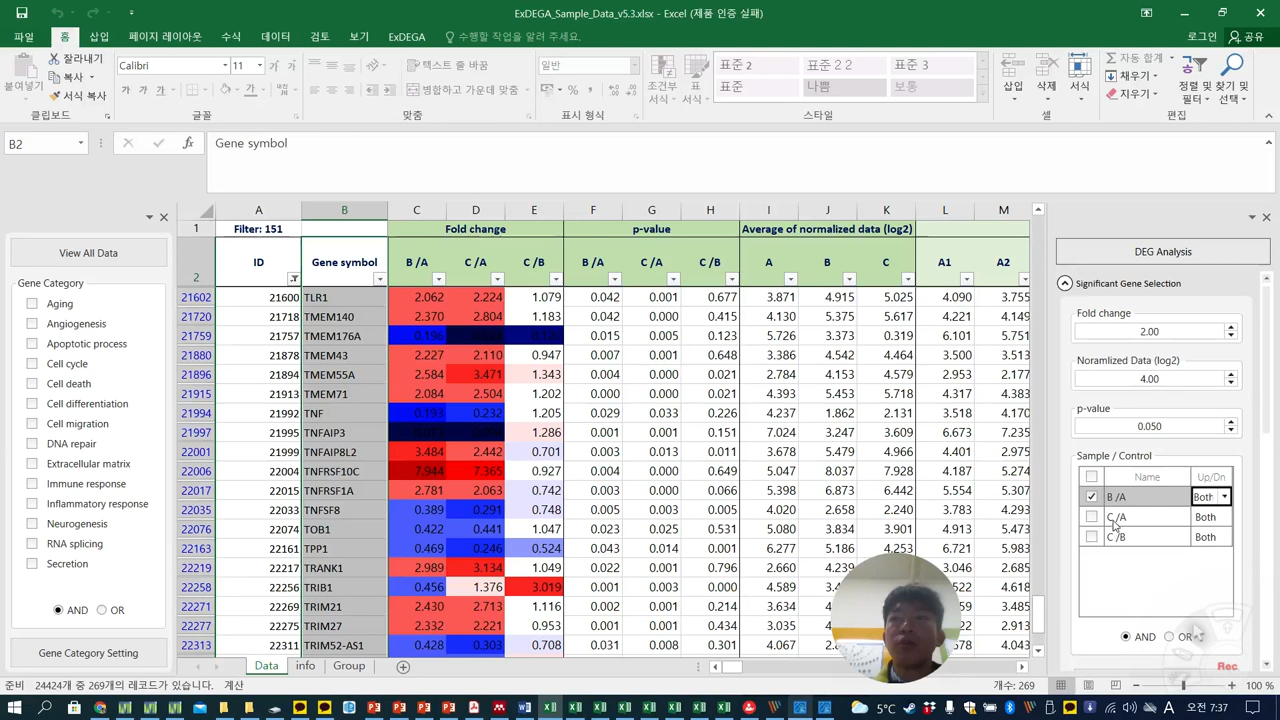 ExDEGA_Sample_Data_v5.3.xlsx - Excel (제품 인증 실패)
파일 홈 삽입 페이지 레이아웃 수식 데이터 검토 보기 ExDEGA 수행할 작업을 알려 주세요. 로그인 공유
잘라내기
복사
서식 복사
붙여넣기
클립보드
Calibri 11
가 가
가 가 가
글꼴
텍스트 줄 바꿈
병합하고 가운데 맞춤
맞춤
일반
표시 형식
조건부 서식
표 서식
표준 2 표준 2 2 표준 3
표준 나쁨 보통
스타일
삽입 삭제 서식
셀
자동 합계
채우기
지우기
정렬 및 필터
찾기 및 선택
편집
B2 fx Gene symbol
View All Data
Gene Category
Aging
Angiogenesis
Apoptotic process
Cell cycle
Cell death
Cell differentiation
Cell migration
DNA repair
Extracellular matrix
Immune response
Inflammatory response
Neurogenesis
RNA splicing
Secretion
AND OR
Gene Category Setting
A B C D E F G H I J K L M
1 Filter: 151 Fold change p-value Average of normalized data (log2)
2 ID Gene symbol B /A C /A C /B B /A C /A C /B A B C A1 A2
21602 21600 TLR1 2.062 2.224 1.079 0.042 0.001 0.677 3.871 4.915 5.025 4.090 3.755
21720 21718 TMEM140 2.370 2.804 1.183 0.042 0.000 0.415 4.130 5.375 5.617 4.221 4.149
21759 21757 TMEM176A 0.196 0.006 0.005 0.123 5.726 3.373 0.319 6.101 5.751
21880 21878 TMEM43 2.227 2.110 0.947 0.007 0.001 0.648 3.386 4.542 4.464 3.500 3.513
21896 21894 TMEM55A 2.584 3.471 1.343 0.004 0.000 0.021 2.784 4.153 4.579 2.953 2.177
21915 21913 TMEM71 2.084 2.504 1.202 0.000 0.000 0.021 4.393 5.453 5.718 4.317 4.383
21994 21992 TNF 0.193 0.232 1.205 0.029 0.033 0.226 4.237 1.862 2.131 3.518 4.170
21997 21995 TNFAIP3 1.286 0.001 0.001 0.151 7.024 3.247 3.609 6.673 7.235
22001 21999 TNFAIP8L2 3.484 2.442 0.701 0.003 0.013 0.011 3.678 5.479 4.966 4.401 2.975
22006 22004 TNFRSF10C 7.944 7.365 0.927 0.004 0.000 0.649 5.047 8.037 7.928 4.187 5.274
22017 22015 TNFRSF1A 2.781 2.063 0.742 0.003 0.000 0.005 5.398 6.873 6.442 5.554 5.307
22035 22033 TNFSF8 0.389 0.291 0.748 0.005 0.003 0.083 4.020 2.658 2.240 3.783 4.293
22076 22074 TOB1 0.422 0.441 1.047 0.026 0.025 0.531 5.080 3.834 3.901 4.913 5.473
22163 22161 TPP1 0.469 0.246 0.524 0.043 0.014 0.001 6.277 5.186 4.253 6.721 5.983
22219 22217 TRANK1 2.989 3.134 1.049 0.022 0.001 0.796 2.660 4.239 3.046 2.685
22258 22256 TRIB1 0.456 1.376 3.019 0.001 0.003 0.000 4.589 3.4 .522 4.618
22271 22269 TRIM21 2.430 2.713 1.116 0.002 0.001 0.214 3.634 3.485
22277 22275 TRIM27 2.332 2.221 0.953 0.001 0.001 0.434 3.511 2.913
22313 22311 TRIM52-AS1 0.428 0.303 0.708 0.031 0.008 0.301 4.067 2.8 4.043
Data info Group
준비 24424개 중 269개의 레코드가 있습니다. 계산 개수: 269 100 %
DEG Analysis
Significant Gene Selection
Fold change
2.00
Noramlized Data (log2)
4.00
p-value
0.050
Sample / Control
Name Up/Dn
B /A Both
C /A Both
C /B Both
AND OR
Rec
5°C A 오전 7:37